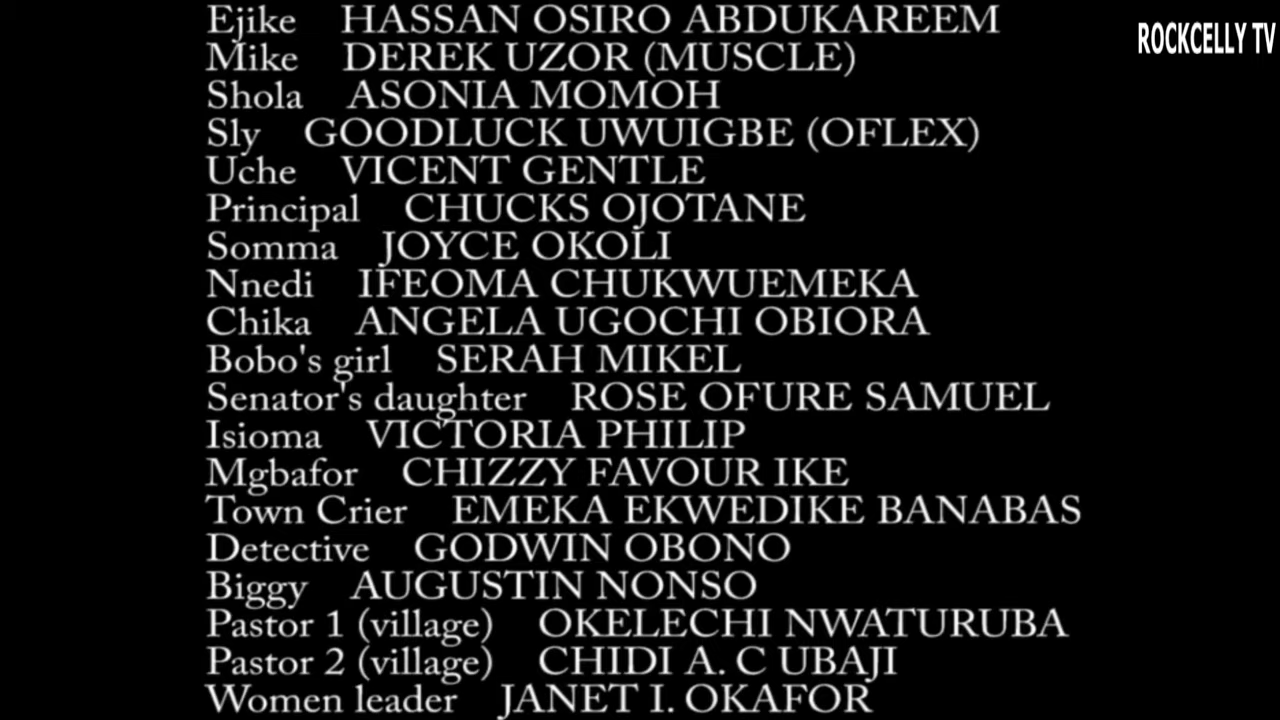 Ejike HASSAN OSIRO ABDUKAREEM
ROCKCELLY TV
Mike DEREK UZOR (MUSCLE)
Shola ASONIA MOMOH
Sly GOODLUCK UWUIGBE (OFLEX)
Uche VICENT GENTLE
Principal CHUCKS OJOTANE
Somma JOYCE OKOLI
Nnedi IFEOMA CHUKWUEMEKA
Chika ANGELA UGOCHI OBIORA
Bobo's girl SERAH MIKEL
Senator's daughter ROSE OFURE SAMUEL
Isioma VICTORIA PHILIP
Mgbafor CHIZZY FAVOUR IKE
Town Crier EMEKA EKWEDIKE BANABAS
Detective GODWIN OBONO
Biggy AUGUSTIN NONSO
Pastor 1 (village) OKELECHI NWATURUBA
Pastor 2 (village) CHIDI A. C UBAJI
Women leader JANET I. OKAFOR